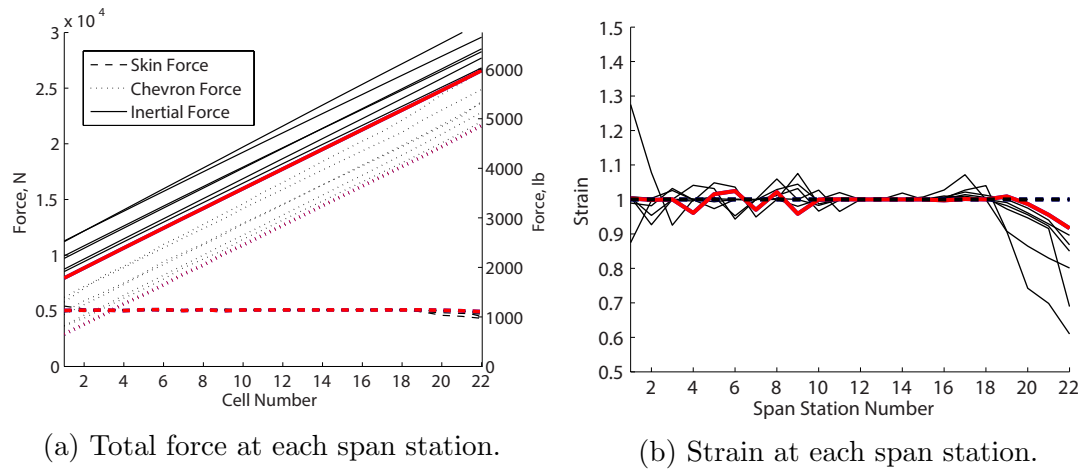 x 10⁴
3
2.5
2
1.5
1
0.5
0
Force, N
Skin Force
Chevron Force
Inertial Force
6000
5000
4000
3000
2000
1000
0
Force, lb
2 4 6 8 10 12 14 16 18 20 22
Cell Number
(a) Total force at each span station.
1.5
1.4
1.3
1.2
1.1
1
0.9
0.8
0.7
0.6
0.5
Strain
2 4 6 8 10 12 14 16 18 20 22
Span Station Number
(b) Strain at each span station.